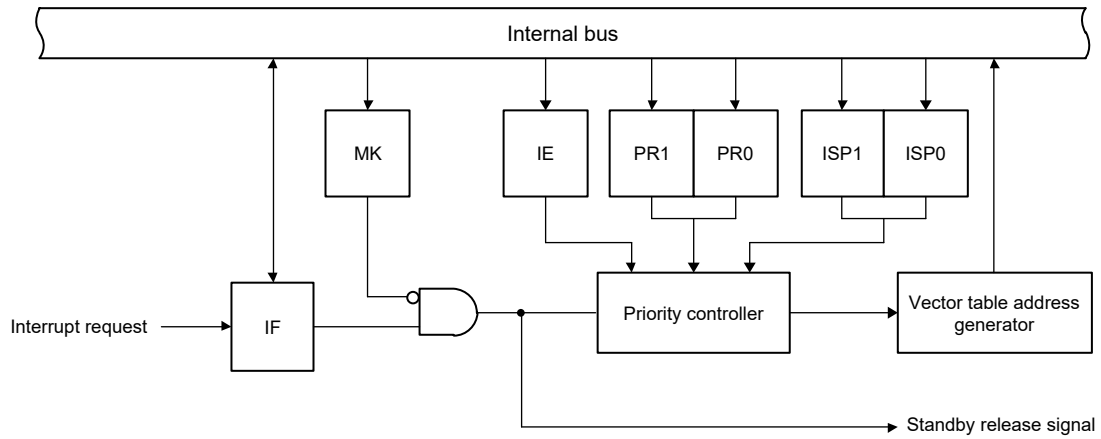 Internal bus
MK
IE
PR1
PR0
ISP1
ISP0
Interrupt request
IF
Priority controller
Vector table address
generator
Standby release signal